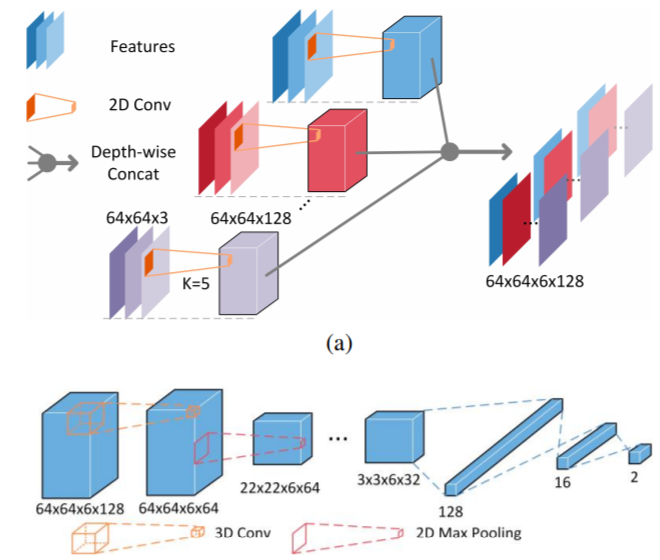 Features
2D Conv
Depth-wise
Concat
64x64x3
64x64x128
...
K=5
...
...
...
64x64x6x128
(a)
...
64x64x6x128
64x64x6x64
22x22x6x64
3x3x6x32
128
16
2
3D Conv
2D Max Pooling